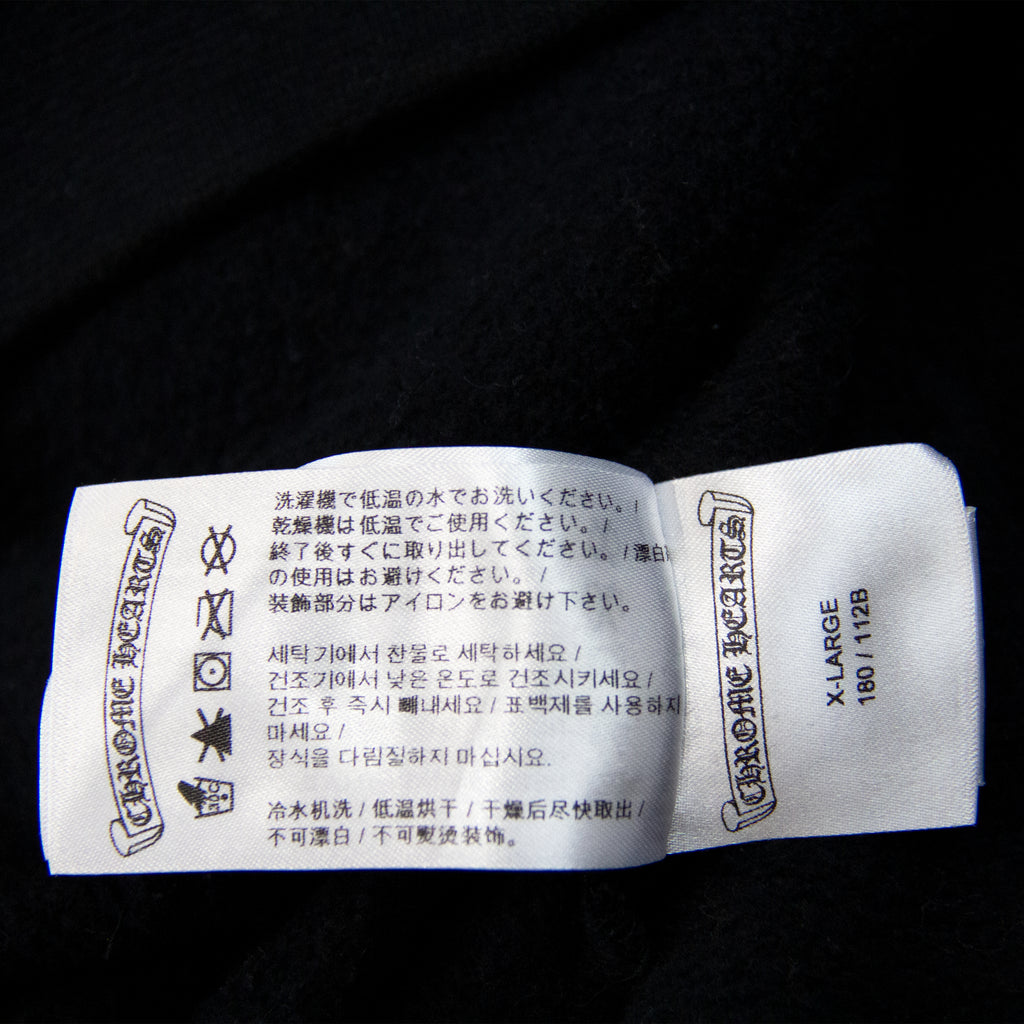 CHROME HEARTS
洗濯機で低温の水でお洗いください。/
乾燥機は低温でご使用ください。/
終了後すぐに取り出してください。/ 漂白
の使用はお避けください。/
装飾部分はアイロンをお避け下さい。
세탁기에서 찬물로 세탁하세요 /
건조기에서 낮은 온도로 건조시키세요 /
건조 후 즉시 빼내세요 / 표백제를 사용하지
마세요 /
장식을 다림질하지 마십시오.
冷水机洗 / 低温烘干 / 干燥后尽快取出 /
不可漂白 / 不可熨烫装饰。
30C
CHROME HEARTS
X-LARGE
180 / 112B